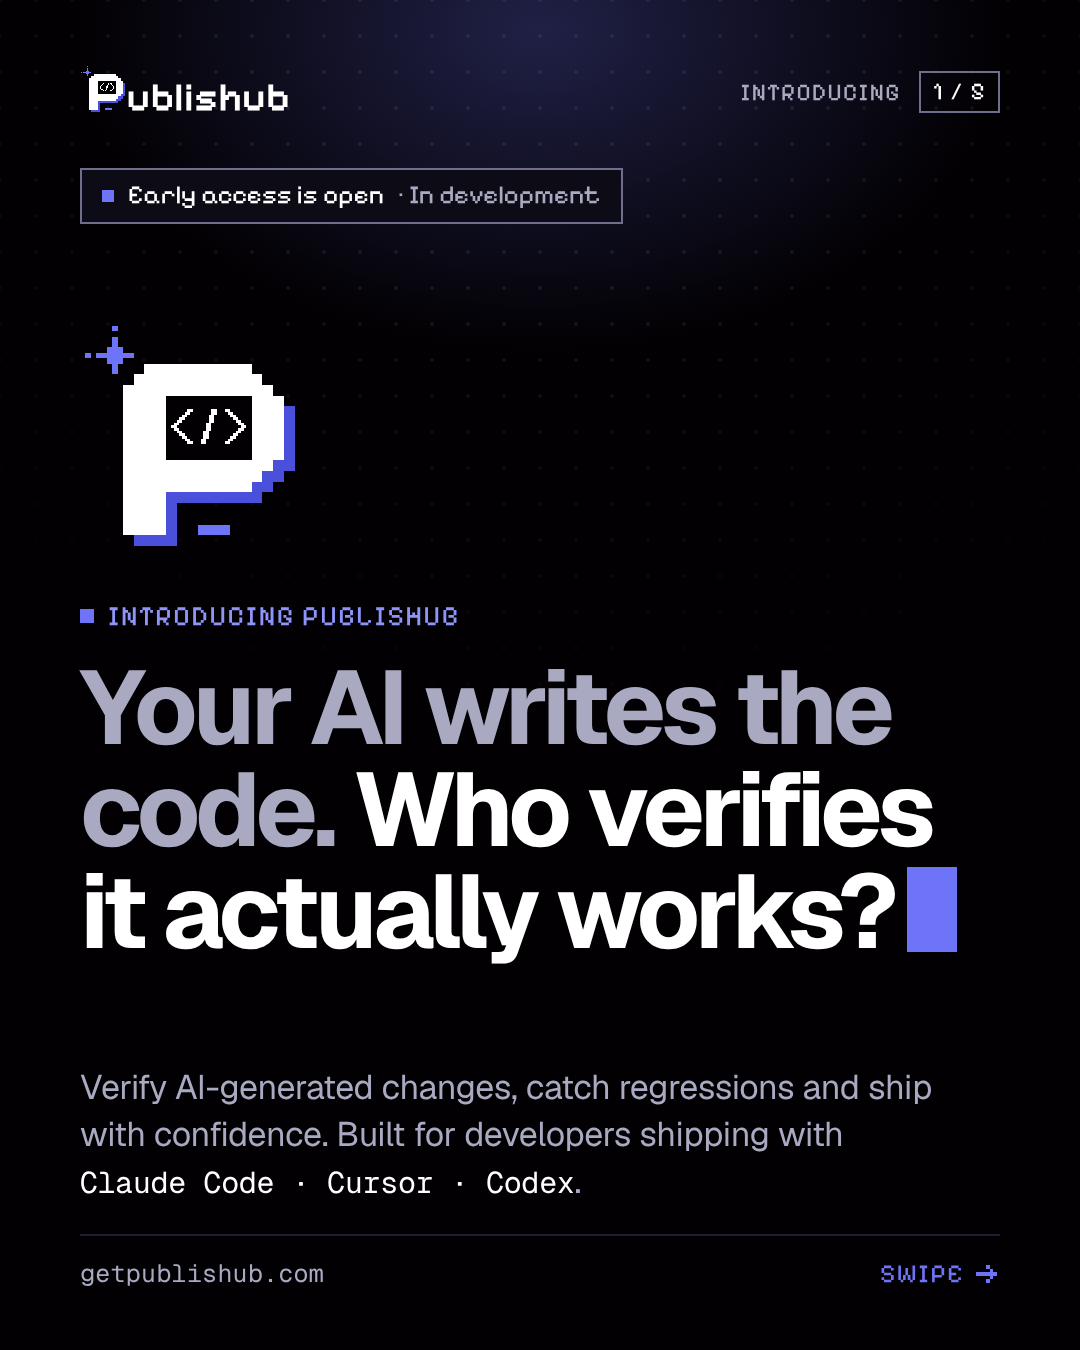 Publishub
INTRODUCING
1 / 8
Early access is open · In development
</>
INTRODUCING PUBLISHUB
Your AI writes the
code. Who verifies
it actually works?
Verify AI-generated changes, catch regressions and ship
with confidence. Built for developers shipping with
Claude Code · Cursor · Codex.
getpublishub.com
SWIPE →